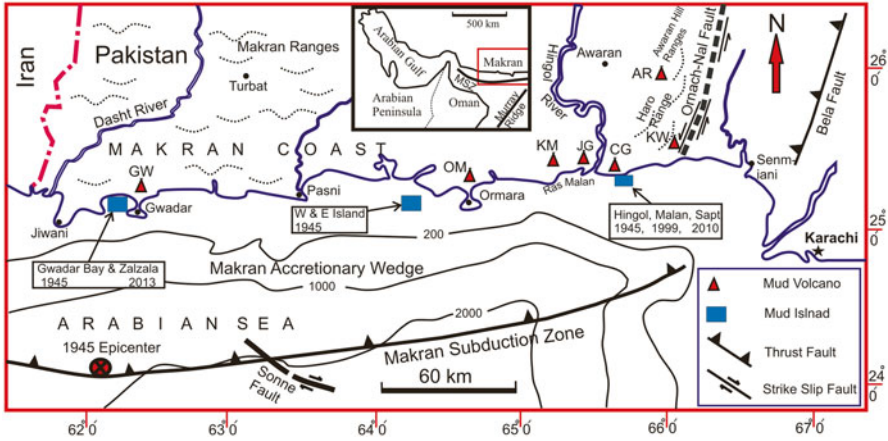 Iran
Pakistan
Makran Ranges
Turbat
Dasht River
500 km
Arabian Gulf
Makran
MSZ
Arabian
Peninsula
Oman
Murray
Ridge
Hingol
River
Awaran
Awaran Hill
Ranges
AR
Haro
Range
Ornach-Nal Fault
KW
N
Bela Fault
26°
0´
MAKRAN COAST
GW
Gwadar
Jiwani
Pasni
OM
Ormara
KM
JG
CG
Ras Malan
Senm-
iani
Karachi
25°
0´
W & E Island
1945
Hingol, Malan, Sapt
1945, 1999, 2010
Gwadar Bay & Zalzala
1945 2013
200
Makran Accretionary Wedge
1000
2000
ARABIAN SEA
1945 Epicenter
Sonne
Fault
Makran Subduction Zone
60 km
Mud Volcano
Mud Islnad
Thrust Fault
Strike Slip Fault
24°
0´
62° 0´
63° 0´
64° 0´
65° 0´
66° 0´
67° 0´